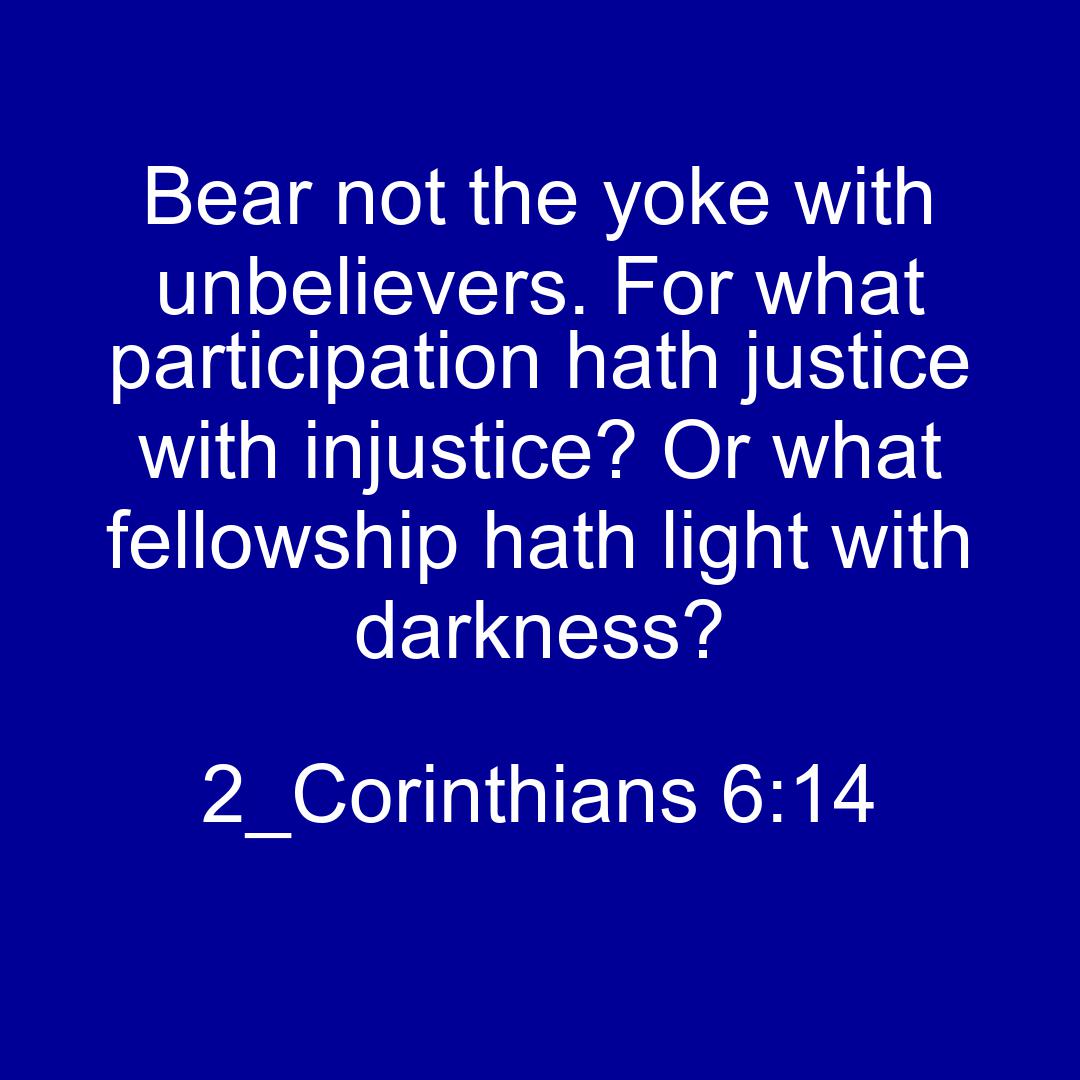 Bear not the yoke with
unbelievers. For what
participation hath justice
with injustice? Or what
fellowship hath light with
darkness?
2_Corinthians 6:14